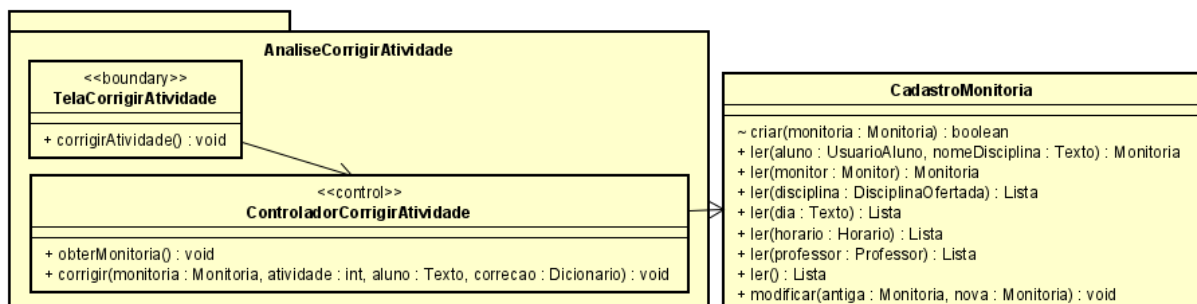 AnaliseCorrigirAtividade
<<boundary>>
TelaCorrigirAtividade
+ corrigirAtividade() : void
<<control>>
ControladorCorrigirAtividade
+ obterMonitoria() : void
+ corrigir(monitoria : Monitoria, atividade : int, aluno : Texto, correcao : Dicionario) : void
CadastroMonitoria
~ criar(monitoria : Monitoria) : boolean
+ ler(aluno : UsuarioAluno, nomeDisciplina : Texto) : Monitoria
+ ler(monitor : Monitor) : Monitoria
+ ler(disciplina : DisciplinaOfertada) : Lista
+ ler(dia : Texto) : Lista
+ ler(horario : Horario) : Lista
+ ler(professor : Professor) : Lista
+ ler() : Lista
+ modificar(antiga : Monitoria, nova : Monitoria) : void